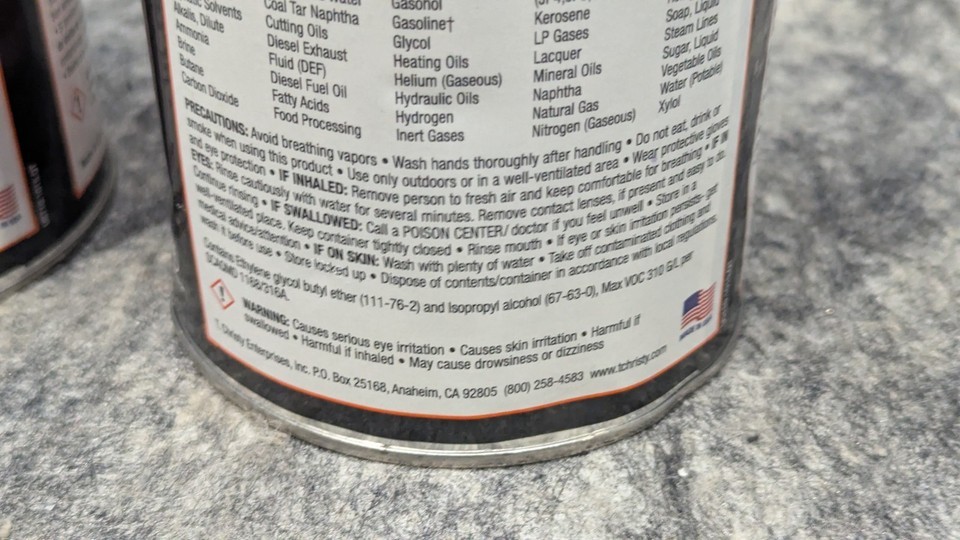 Solvents
Alkalis, Dilute
Ammonia
Brine
Butane
Carbon Dioxide
Coal Tar Naphtha
Cutting Oils
Diesel Exhaust
Fluid (DEF)
Diesel Fuel Oil
Fatty Acids
Food Processing
Gasohol
Gasoline†
Glycol
Heating Oils
Helium (Gaseous)
Hydraulic Oils
Hydrogen
Inert Gases
Kerosene
LP Gases
Lacquer
Mineral Oils
Naphtha
Natural Gas
Nitrogen (Gaseous)
Soap, Liquid
Steam Lines
Sugar, Liquid
Vegetable Oils
Water (Potable)
Xylol
PRECAUTIONS: Avoid breathing vapors • Wash hands thoroughly after handling • Do not eat, drink or
smoke when using this product • Use only outdoors or in a well-ventilated area • Wear protective gloves
and eye protection • IF INHALED: Remove person to fresh air and keep comfortable for breathing • IF IN
EYES: Rinse cautiously with water for several minutes. Remove contact lenses, if present and easy to do.
Continue rinsing • IF SWALLOWED: Call a POISON CENTER/ doctor if you feel unwell • Store in a
well-ventilated place. Keep container tightly closed • Rinse mouth • If eye or skin irritation persists- get
medical advice/attention • IF ON SKIN: Wash with plenty of water • Take off contaminated clothing and
wash it before use • Store locked up • Dispose of contents/container in accordance with local regulations.
Contains Ethylene glycol butyl ether (111-76-2) and Isopropyl alcohol (67-63-0), Max VOC 310 G/L per
SCAQMD 1168/316A.
WARNING: Causes serious eye irritation • Causes skin irritation • Harmful if
swallowed • Harmful if inhaled • May cause drowsiness or dizziness
MADE IN USA
T. Christy Enterprises, Inc. P.O. Box 25168, Anaheim, CA 92805 (800) 258-4583 www.tchristy.com